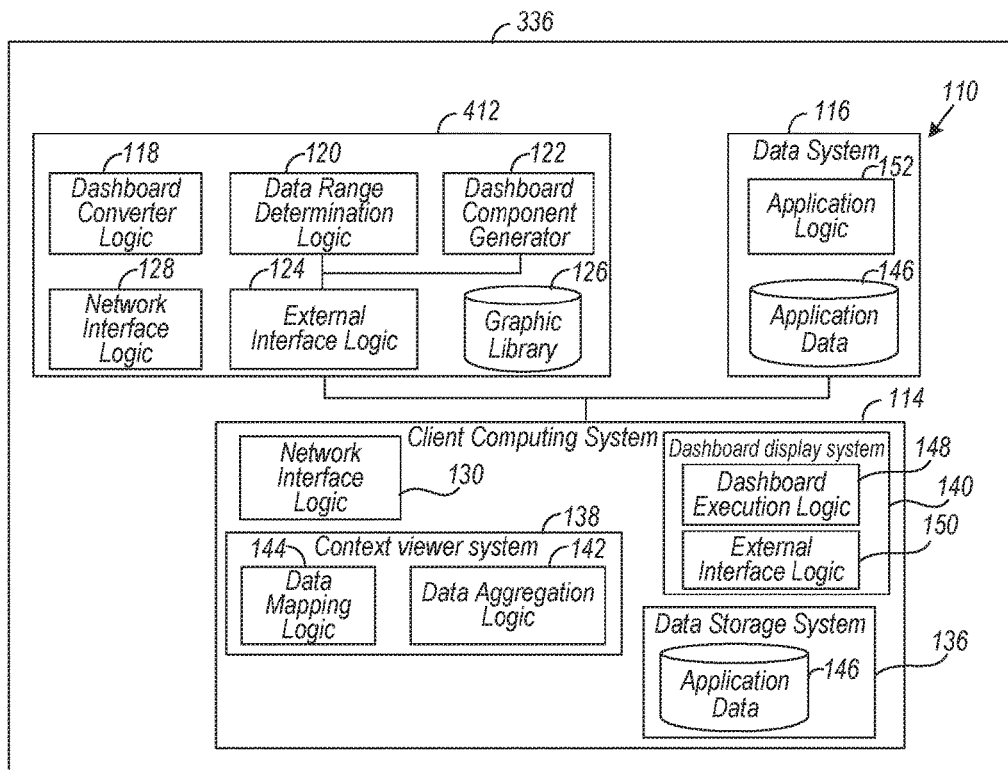 336
110
412
116
118
120
122
Data System
152
Dashboard
Converter
Logic
Data Range
Determination
Logic
Dashboard
Component
Generator
Application
Logic
128
124
126
146
Network
Interface
Logic
External
Interface Logic
Graphic
Library
Application
Data
114
Client Computing System
Network
Interface
Logic
130
Dashboard display system
148
Dashboard
Execution Logic
140
138
150
Context viewer system
External
Interface Logic
144
142
Data
Mapping
Logic
Data Aggregation
Logic
Data Storage System
136
146
Application
Data